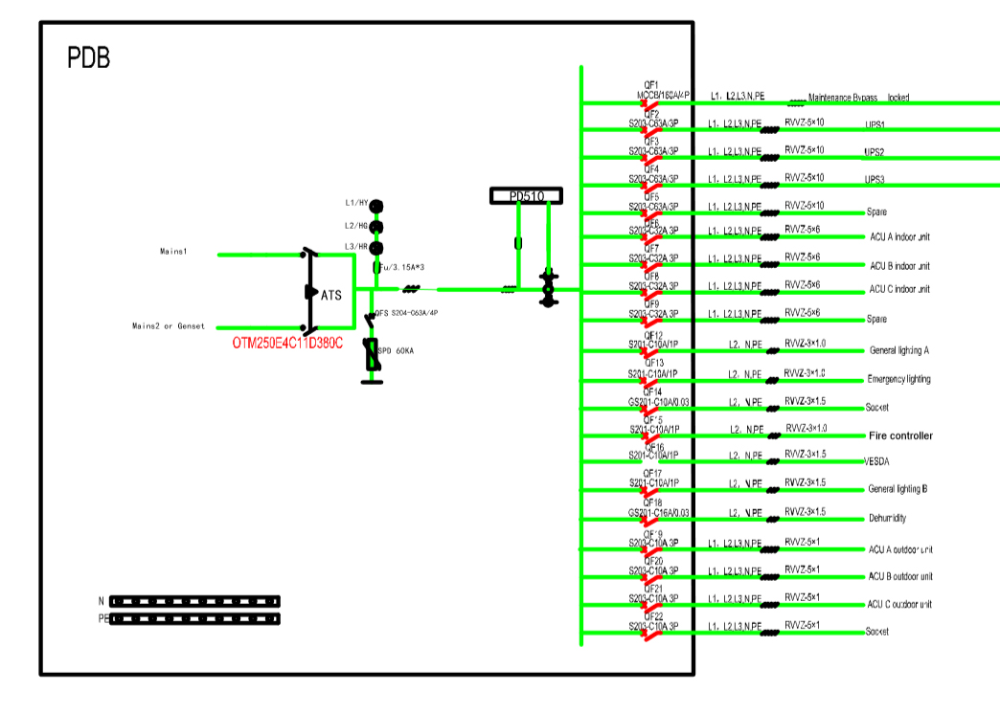 PDB
QF1
MCCB/160A/4P L1, L2,L3,N,PE Maintenance Bypass locked
QF2
S203-C63A/3P L1, L2,L3,N,PE RVVZ-5×10 UPS1
QF3
S203-C63A/3P L1, L2,L3,N,PE RVVZ-5×10 UPS2
QF4
S203-C63A/3P L1, L2,L3,N,PE RVVZ-5×10 UPS3
QF5
S203-C63A/3P L1, L2,L3,N,PE RVVZ-5×10 Spare
QF6
S203-C32A 3P L1, L2,L3,N,PE RVVZ-5×6 ACU A indoor unit
QF7
S203-C32A 3P L1, L2,L3,N,PE RVVZ-5×6 ACU B indoor unit
QF8
S203-C32A 3P L1, L2,L3,N,PE RVVZ-5×6 ACU C indoor unit
QF9
S203-C32A 3P L1, L2,L3,N,PE RVVZ-5×6 Spare
QF12
S201-C10A/1P L2, N,PE RVVZ-3×1.0 General lighting A
QF13
S201-C10A/1P L2, N,PE RVVZ-3×1.0 Emergency lighting
QF14
GS201-C10A/0.03 L2, N,PE RVVZ-3×1.5 Socket
QF15
S201-C10A/1P L2, N,PE RVVZ-3×1.0 Fire controller
QF16
S201-C10A/1P L2, N,PE RVVZ-3×1.5 VESDA
QF17
S201-C10A/1P L2, N,PE RVVZ-3×1.5 General lighting B
QF18
GS201-C16A/0.03 L2, N,PE RVVZ-3×1.5 Dehumidity
QF19
S203-C10A 3P L1, L2,L3,N,PE RVVZ-5×1 ACU A outdoor unit
QF20
S203-C10A 3P L1, L2,L3,N,PE RVVZ-5×1 ACU B outdoor unit
QF21
S203-C10A 3P L1, L2,L3,N,PE RVVZ-5×1 ACU C outdoor unit
QF22
S203-C10A 3P L1, L2,L3,N,PE RVVZ-5×1 Socket
PD510
L1/HY
L2/HG
L3/HR
Fu/3.15A*3
Mains1
ATS
Mains2 or Genset
OTM250E4C11D380C
QFS S204-C63A/4P
SPD 60KA
N
PE